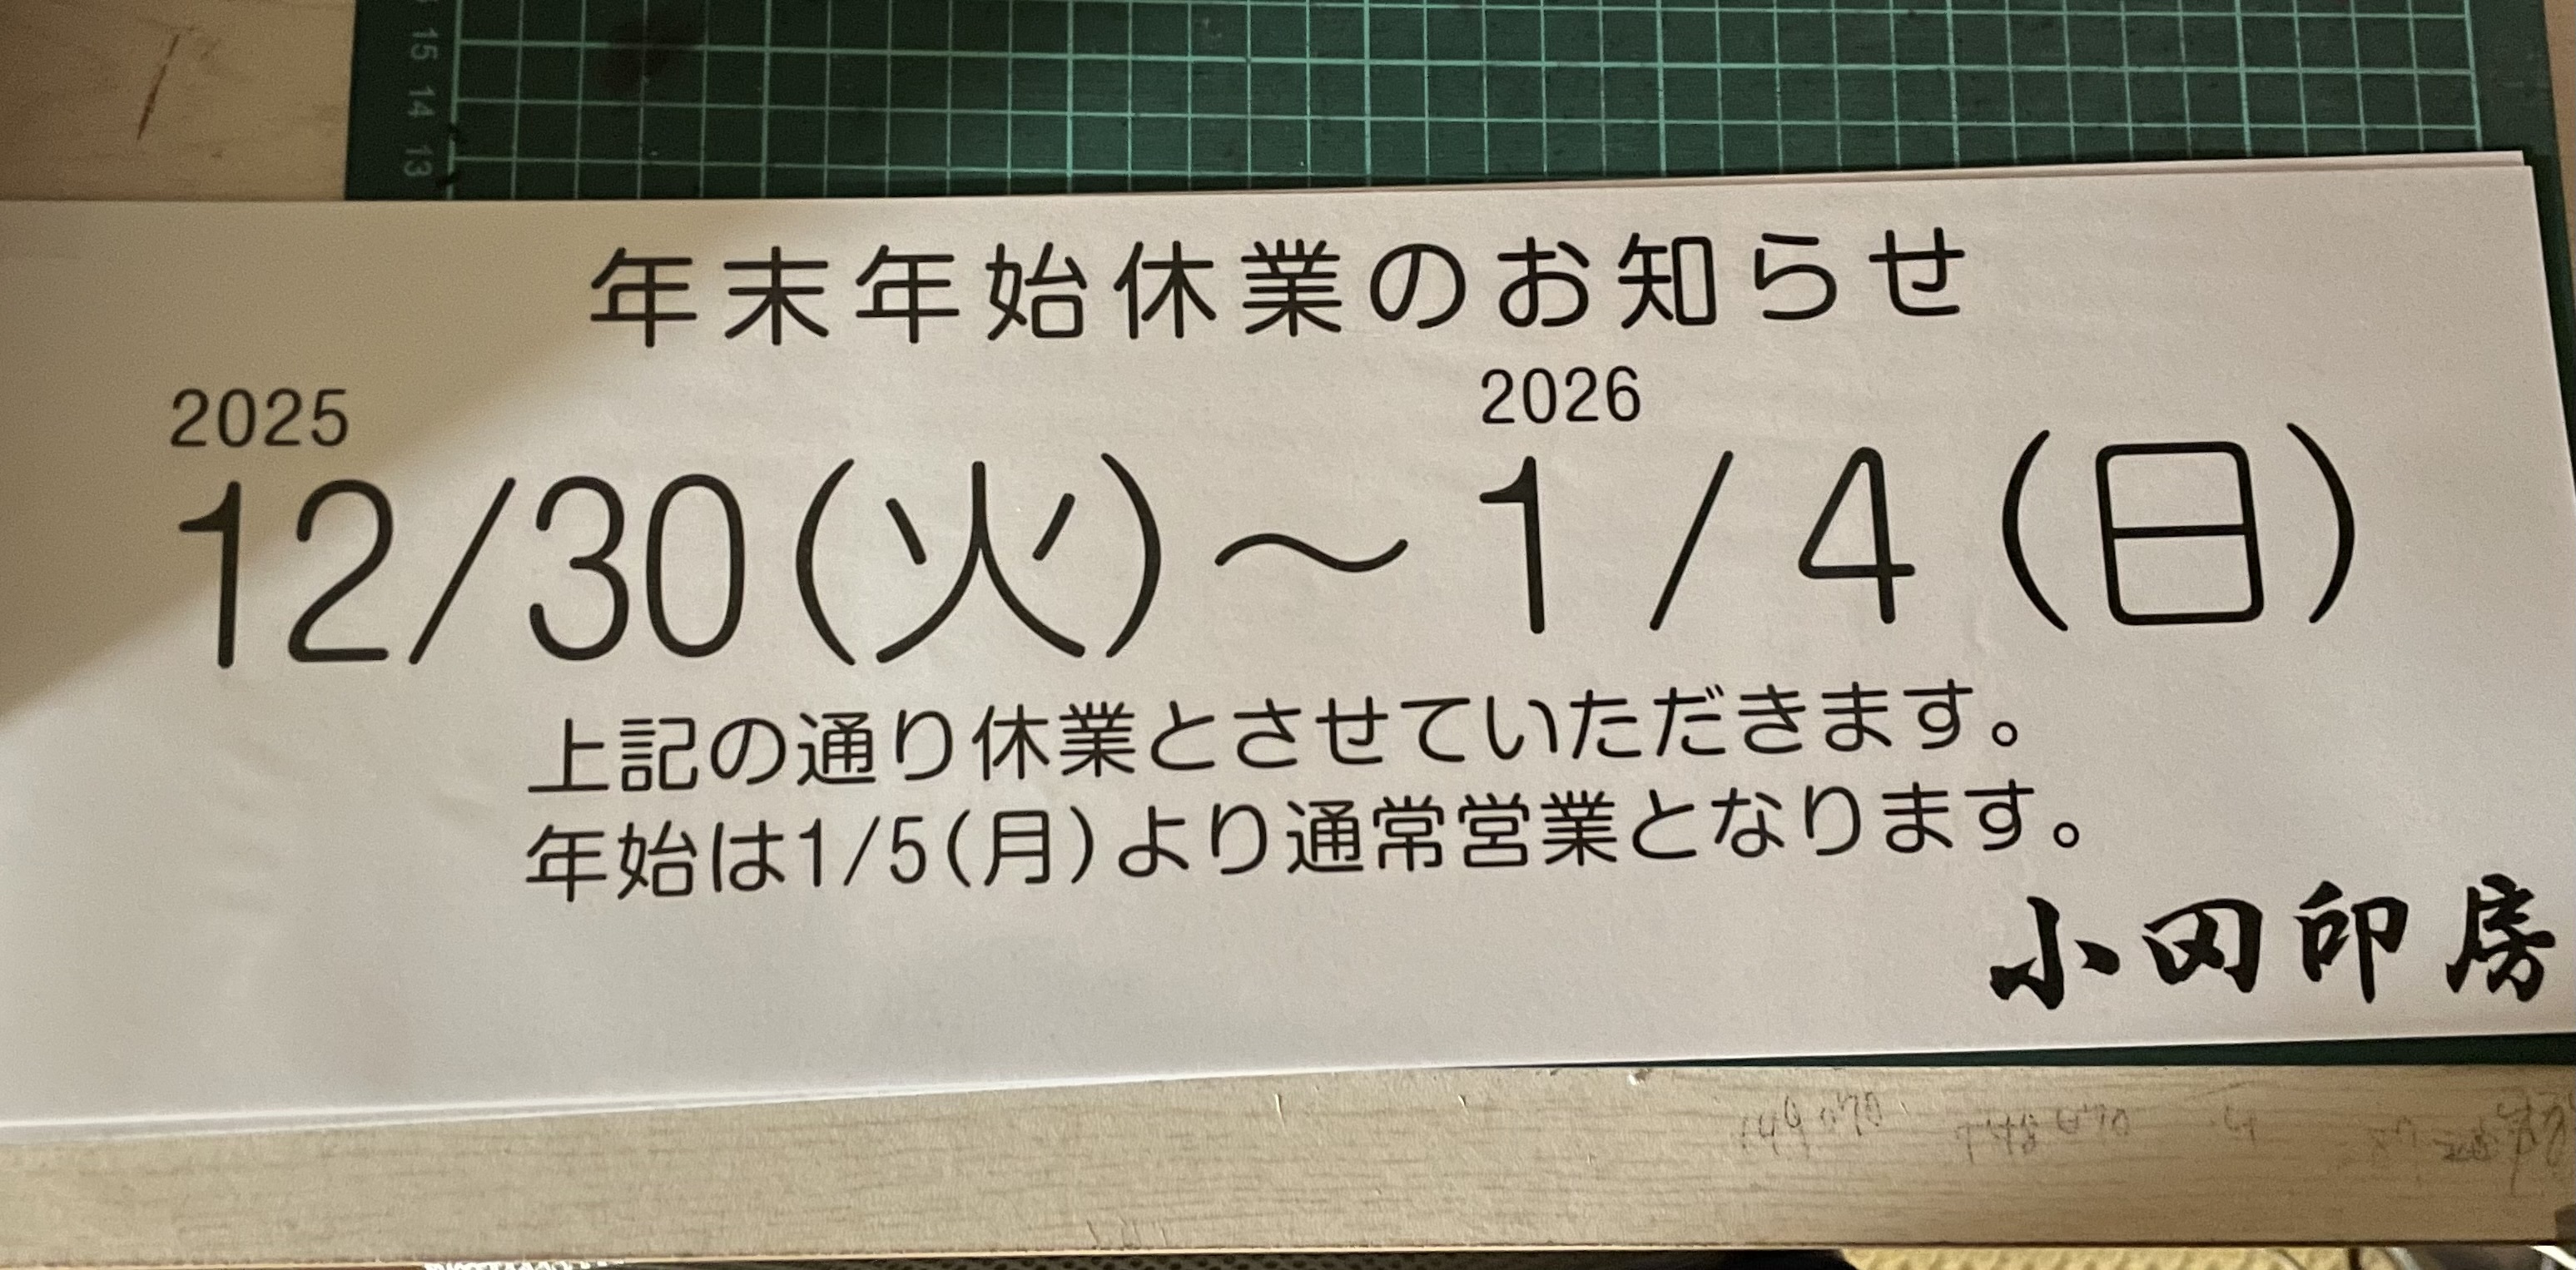 15
14
13
年末年始休業のお知らせ
2025 2026
12/30(火)～1/4(日)
上記の通り休業とさせていただきます。
年始は1/5(月)より通常営業となります。
小田印房